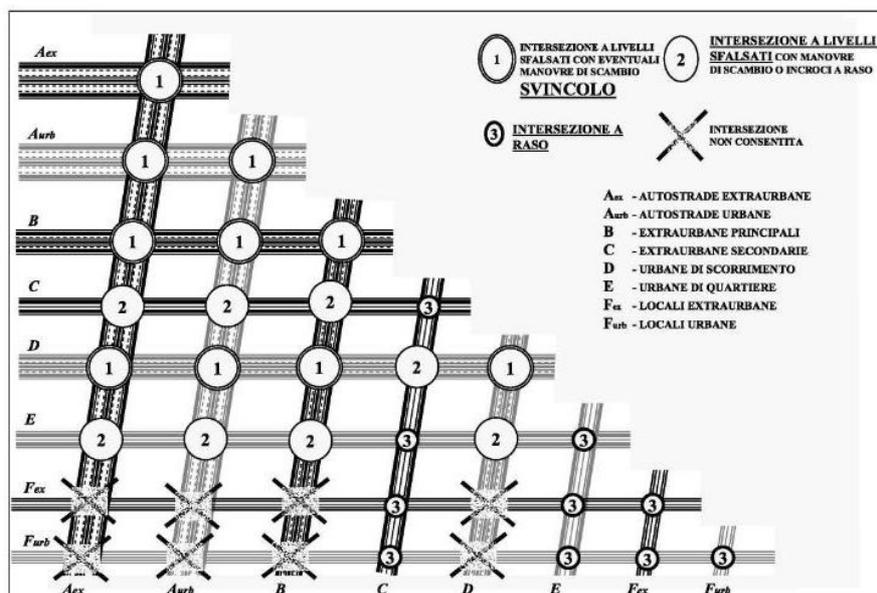 Aex
1
INTERSEZIONE A LIVELLI
SFALSATI CON EVENTUALI
MANOVRE DI SCAMBIO
SVINCOLO
2
INTERSEZIONE A LIVELLI
SFALSATI CON MANOVRE
DI SCAMBIO O INCROCI A RASO
1
3
INTERSEZIONE A
RASO
INTERSEZIONE
NON CONSENTITA
Aurb
1 1
Aex - AUTOSTRADE EXTRAURBANE
Aurb - AUTOSTRADE URBANE
B - EXTRAURBANE PRINCIPALI
C - EXTRAURBANE SECONDARIE
D - URBANE DI SCORRIMENTO
E - URBANE DI QUARTIERE
Fex - LOCALI EXTRAURBANE
Furb - LOCALI URBANE
B
1 1 1
C
2 2 2 3
D
1 1 1 2 1
E
2 2 2 3 2 3
Fex
3 3 3
Furb
3 3 3 3
Aex Aurb B C D E Fex Furb